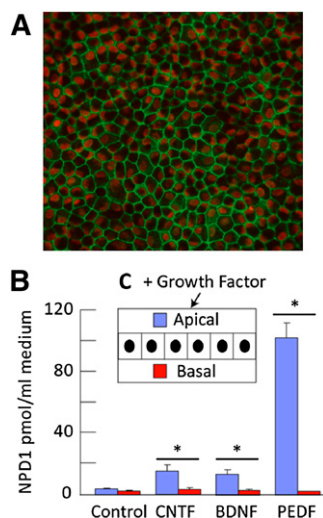 A
B
C + Growth Factor
Apical
Basal
NPD1 pmol/ml medium
120
80
40
0
*
*
*
Control CNTF BDNF PEDF